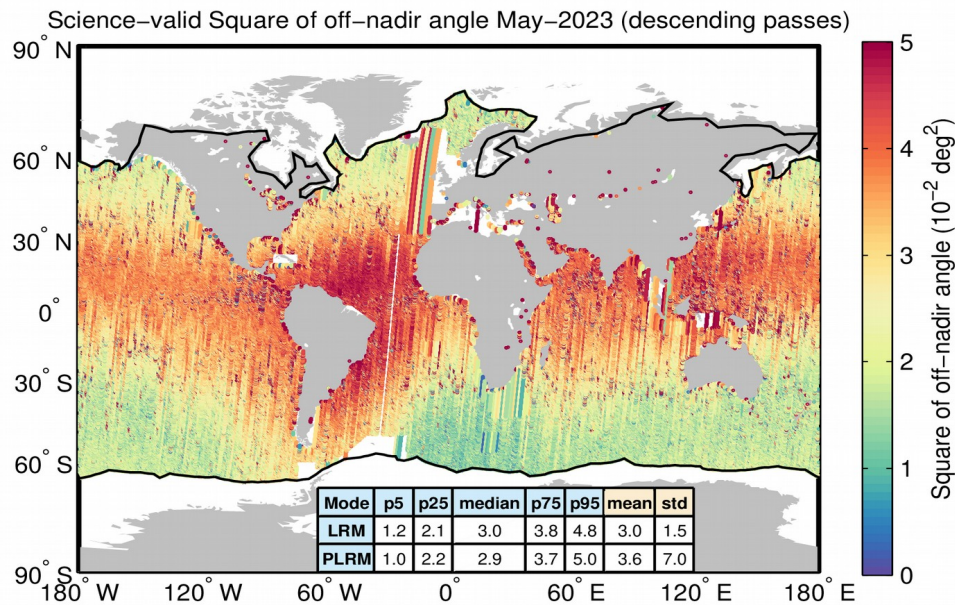 Science−valid Square of off−nadir angle May−2023 (descending passes)
90° N
60° N
30° N
0°
30° S
60° S
90° S
180° W
120° W
60° W
0°
60° E
120° E
180° E
Mode p5 p25 median p75 p95 mean std
LRM 1.2 2.1 3.0 3.8 4.8 3.0 1.5
PLRM 1.0 2.2 2.9 3.7 5.0 3.6 7.0
5
4
3
2
1
0
Square of off−nadir angle (10⁻² deg²)